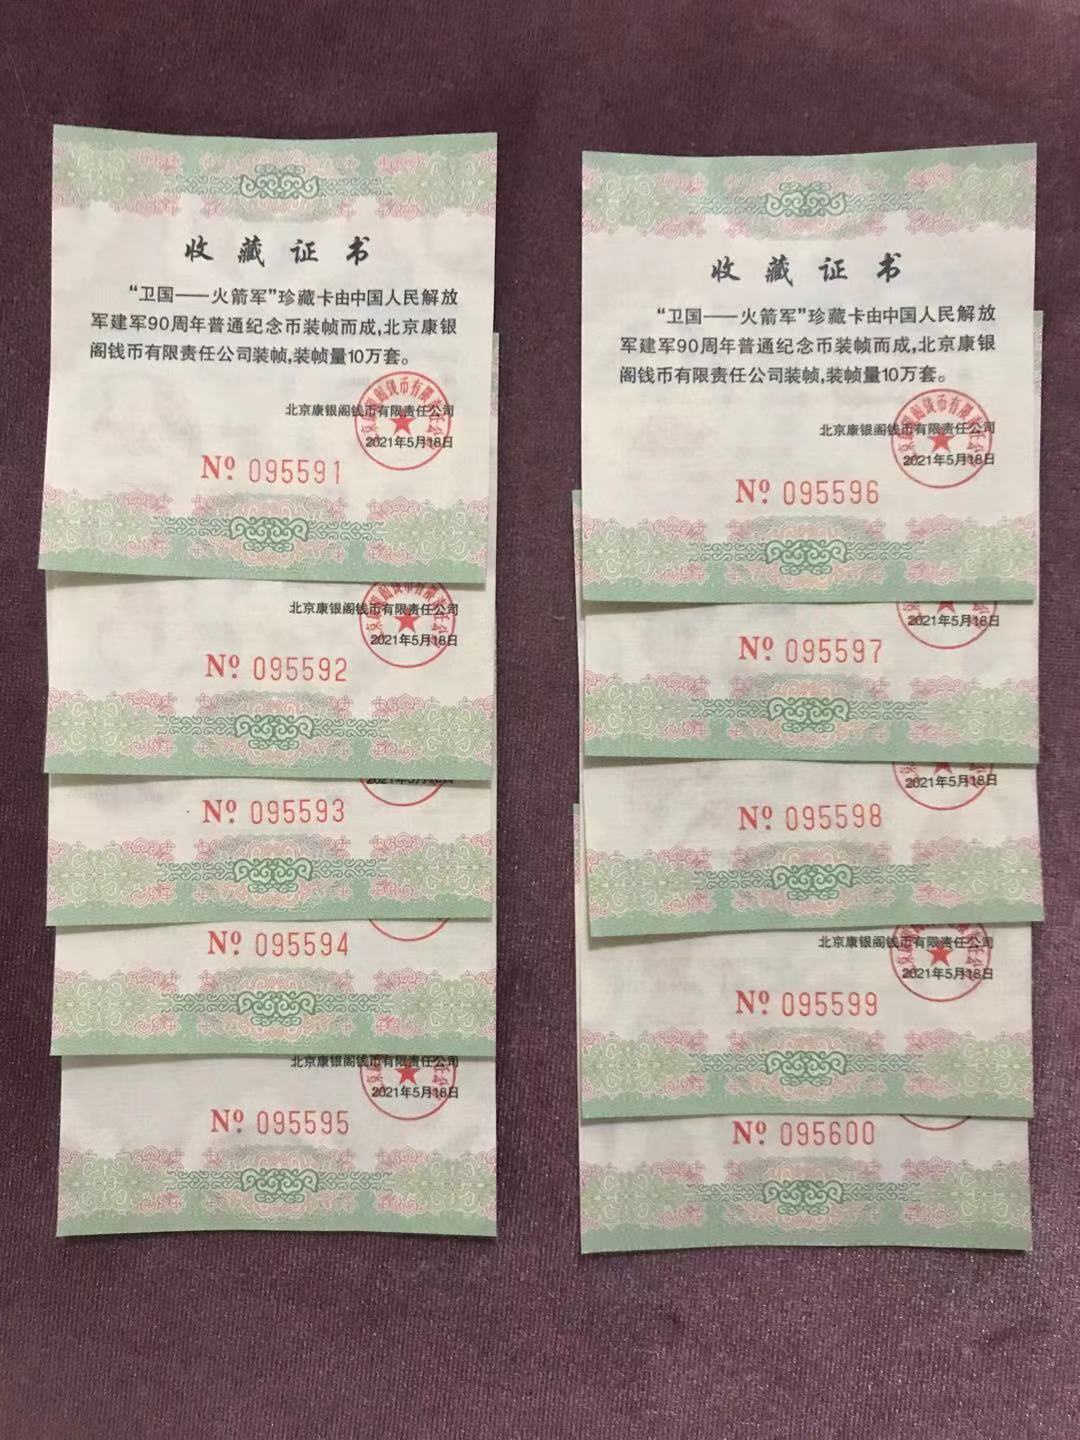 收藏证书
“卫国——火箭军”珍藏卡由中国人民解放
军建军90周年普通纪念币装帧而成,北京康银
阁钱币有限责任公司装帧,装帧量10万套。
北京康银阁钱币有限责任公司
2021年5月18日
№ 095591
北京康银阁钱币有限责任公司
2021年5月18日
№ 095592
2021年5月18日
№ 095593
№ 095594
北京康银阁钱币有限责任公司
2021年5月18日
№ 095595
收藏证书
“卫国——火箭军”珍藏卡由中国人民解放
军建军90周年普通纪念币装帧而成,北京康银
阁钱币有限责任公司装帧,装帧量10万套。
北京康银阁钱币有限责任公司
2021年5月18日
№ 095596
2021年5月18日
№ 095597
2021年5月18日
№ 095598
北京康银阁钱币有限责任公司
2021年5月18日
№ 095599
№ 095600